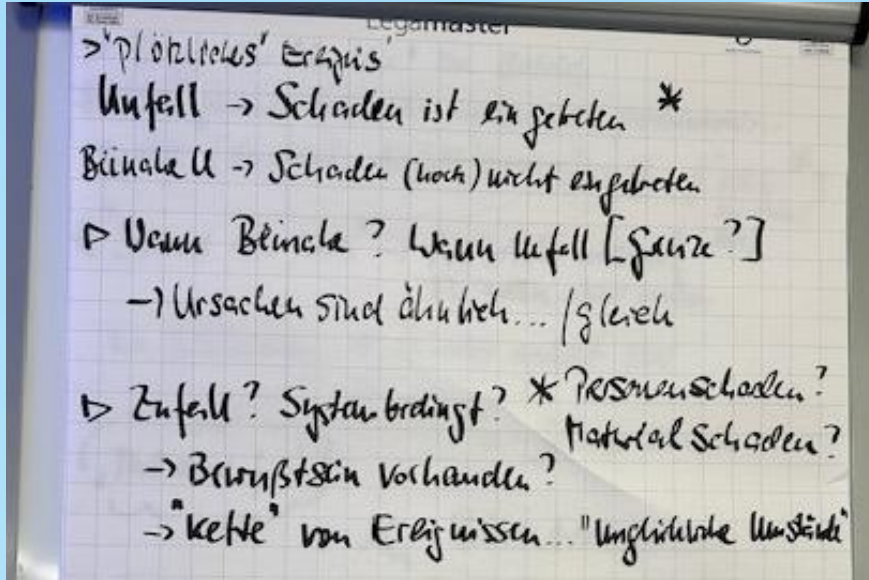 Legamaster
> "plötzliches" Ereignis'
Unfall -> Schaden ist eingetreten *
Beinahe U -> Schaden (noch) nicht eingetreten
▷ Wann Beinahe? Wann Unfall [Grenze?]
-> Ursachen sind ähnlich... / gleich
▷ Zufall? Systembedingt? * Personenschaden?
Materialschaden?
-> Bewußtsein vorhanden?
-> "Kette" von Ereignissen... "Unglückliche Umstände"